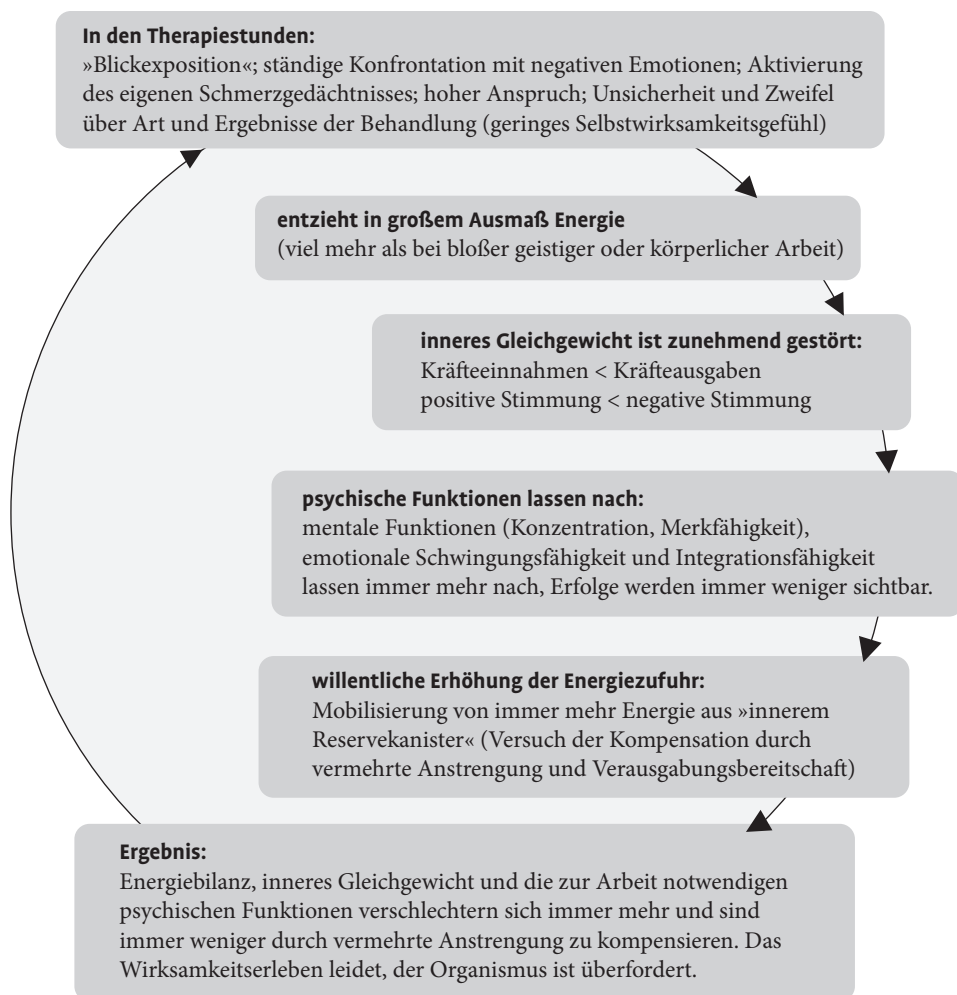 In den Therapiestunden:
»Blickexposition«; ständige Konfrontation mit negativen Emotionen; Aktivierung
des eigenen Schmerzgedächtnisses; hoher Anspruch; Unsicherheit und Zweifel
über Art und Ergebnisse der Behandlung (geringes Selbstwirksamkeitsgefühl)
entzieht in großem Ausmaß Energie
(viel mehr als bei bloßer geistiger oder körperlicher Arbeit)
inneres Gleichgewicht ist zunehmend gestört:
Kräfteeinnahmen < Kräfteausgaben
positive Stimmung < negative Stimmung
psychische Funktionen lassen nach:
mentale Funktionen (Konzentration, Merkfähigkeit),
emotionale Schwingungsfähigkeit und Integrationsfähigkeit
lassen immer mehr nach, Erfolge werden immer weniger sichtbar.
willentliche Erhöhung der Energiezufuhr:
Mobilisierung von immer mehr Energie aus »innerem
Reservekanister« (Versuch der Kompensation durch
vermehrte Anstrengung und Verausgabungsbereitschaft)
Ergebnis:
Energiebilanz, inneres Gleichgewicht und die zur Arbeit notwendigen
psychischen Funktionen verschlechtern sich immer mehr und sind
immer weniger durch vermehrte Anstrengung zu kompensieren. Das
Wirksamkeitserleben leidet, der Organismus ist überfordert.